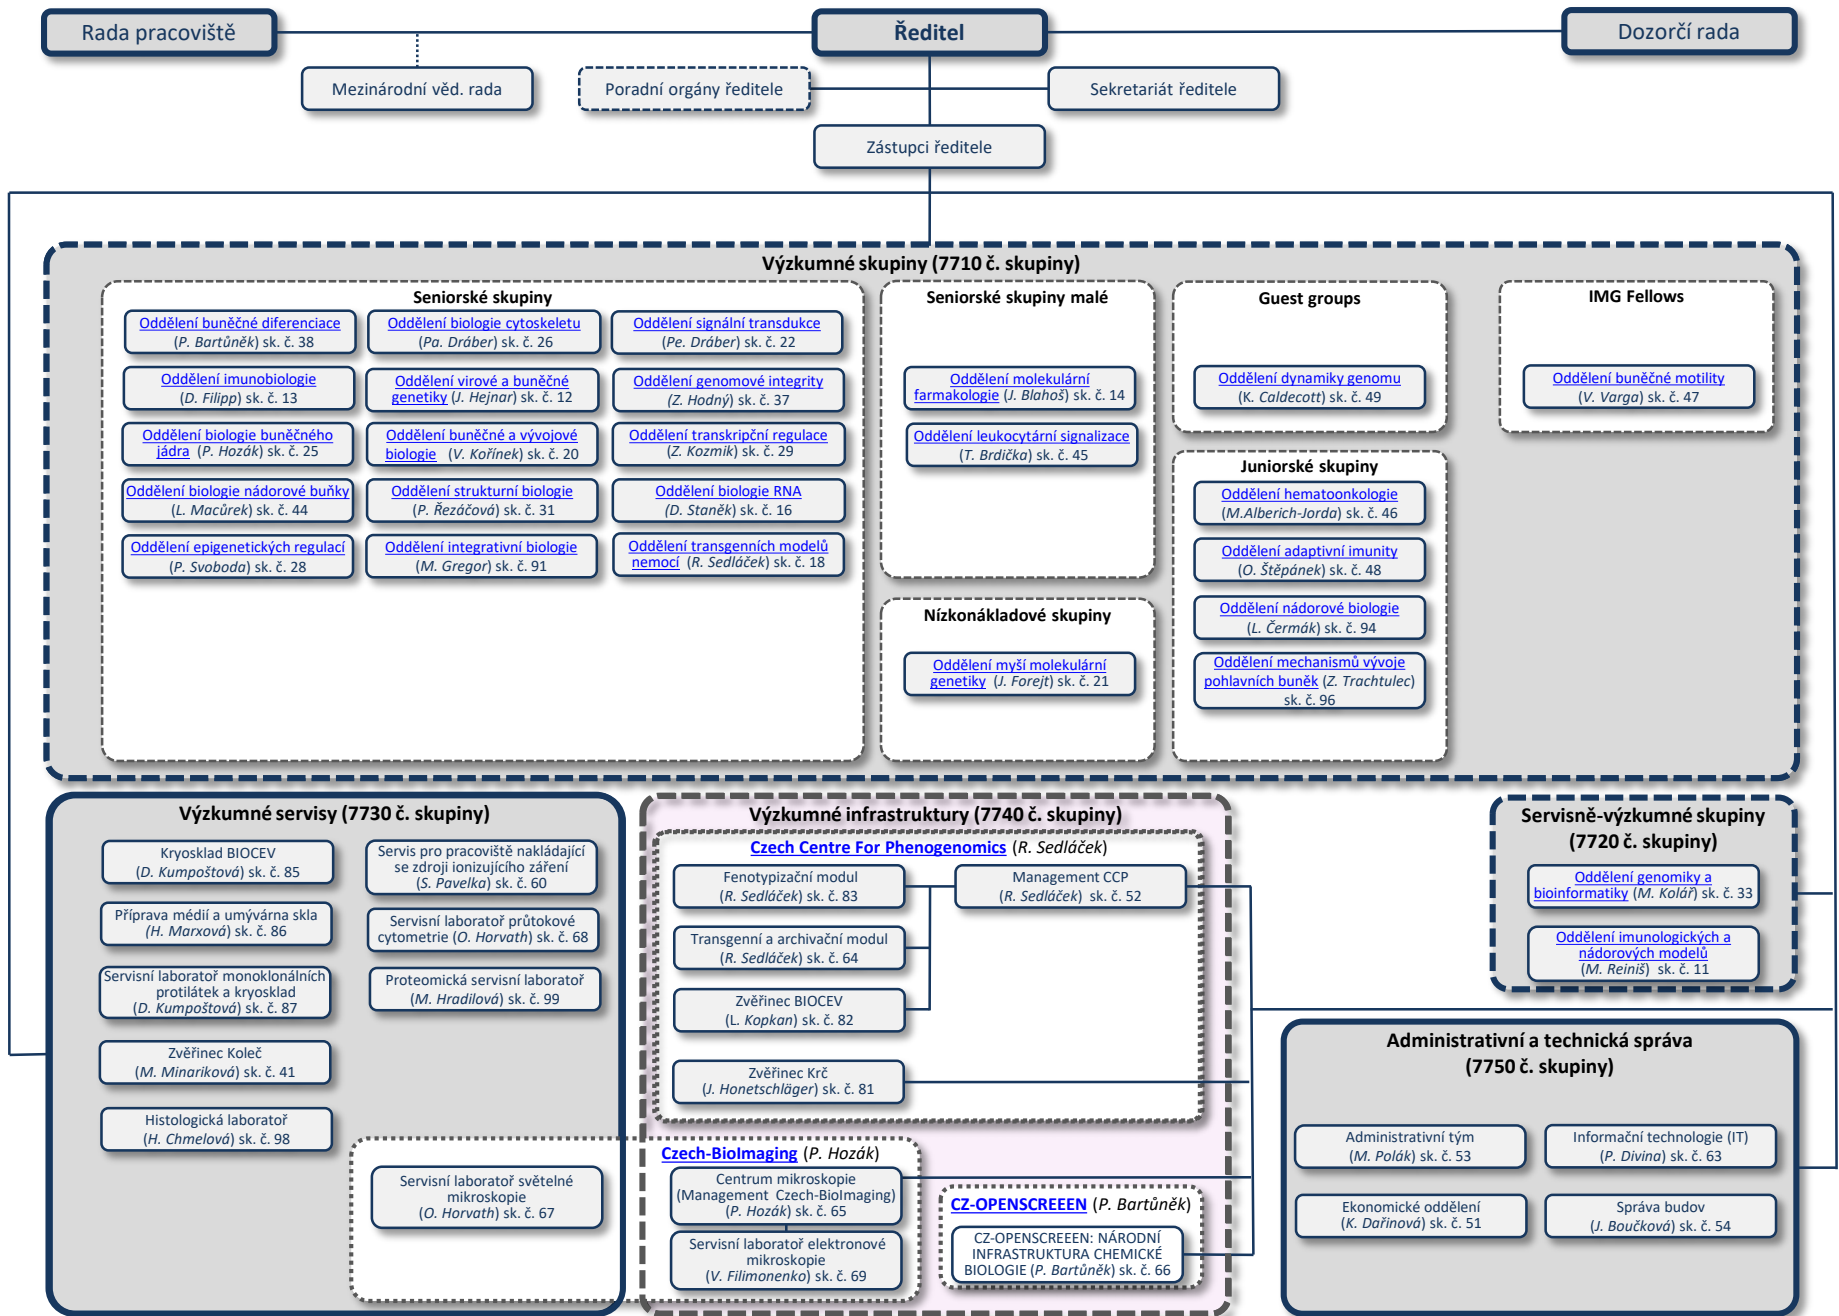 Rada pracoviště
Ředitel
Dozorčí rada
Mezinárodní věd. rada
Poradní orgány ředitele
Sekretariát ředitele
Zástupci ředitele
Výzkumné skupiny (7710 č. skupiny)
Seniorské skupiny
Oddělení buněčné diferenciace
(P. Bartůněk) sk. č. 38
Oddělení biologie cytoskeletu
(Pa. Dráber) sk. č. 26
Oddělení signální transdukce
(Pe. Dráber) sk. č. 22
Oddělení imunobiologie
(D. Filipp) sk. č. 13
Oddělení virové a buněčné
genetiky (J. Hejnar) sk. č. 12
Oddělení genomové integrity
(Z. Hodný) sk. č. 37
Oddělení biologie buněčného
jádra (P. Hozák) sk. č. 25
Oddělení buněčné a vývojové
biologie (V. Kořínek) sk. č. 20
Oddělení transkripční regulace
(Z. Kozmik) sk. č. 29
Oddělení biologie nádorové buňky
(L. Macůrek) sk. č. 44
Oddělení strukturní biologie
(P. Řezáčová) sk. č. 31
Oddělení biologie RNA
(D. Staněk) sk. č. 16
Oddělení epigenetických regulací
(P. Svoboda) sk. č. 28
Oddělení integrativní biologie
(M. Gregor) sk. č. 91
Oddělení transgenních modelů
nemocí (R. Sedláček) sk. č. 18
Seniorské skupiny malé
Oddělení molekulární
farmakologie (J. Blahoš) sk. č. 14
Oddělení leukocytární signalizace
(T. Brdička) sk. č. 45
Nízkonákladové skupiny
Oddělení myší molekulární
genetiky (J. Forejt) sk. č. 21
Guest groups
Oddělení dynamiky genomu
(K. Caldecott) sk. č. 49
Juniorské skupiny
Oddělení hematoonkologie
(M.Alberich-Jorda) sk. č. 46
Oddělení adaptivní imunity
(O. Štěpánek) sk. č. 48
Oddělení nádorové biologie
(L. Čermák) sk. č. 94
Oddělení mechanismů vývoje
pohlavních buněk (Z. Trachtulec)
sk. č. 96
IMG Fellows
Oddělení buněčné motility
(V. Varga) sk. č. 47
Výzkumné servisy (7730 č. skupiny)
Kryosklad BIOCEV
(D. Kumpoštová) sk. č. 85
Servis pro pracoviště nakládající
se zdroji ionizujícího záření
(S. Pavelka) sk. č. 60
Příprava médií a umývárna skla
(H. Marxová) sk. č. 86
Servisní laboratoř průtokové
cytometrie (O. Horvath) sk. č. 68
Servisní laboratoř monoklonálních
protilátek a kryosklad
(D. Kumpoštová) sk. č. 87
Proteomická servisní laboratoř
(M. Hradilová) sk. č. 99
Zvěřinec Koleč
(M. Minariková) sk. č. 41
Histologická laboratoř
(H. Chmelová) sk. č. 98
Servisní laboratoř světelné
mikroskopie
(O. Horvath) sk. č. 67
Výzkumné infrastruktury (7740 č. skupiny)
Czech Centre For Phenogenomics (R. Sedláček)
Fenotypizační modul
(R. Sedláček) sk. č. 83
Management CCP
(R. Sedláček) sk. č. 52
Transgenní a archivační modul
(R. Sedláček) sk. č. 64
Zvěřinec BIOCEV
(L. Kopkan) sk. č. 82
Zvěřinec Krč
(J. Honetschläger) sk. č. 81
Czech-BioImaging (P. Hozák)
Centrum mikroskopie
(Management Czech-BioImaging)
(P. Hozák) sk. č. 65
Servisní laboratoř elektronové
mikroskopie
(V. Filimonenko) sk. č. 69
CZ-OPENSCREEEN (P. Bartůněk)
CZ-OPENSCREEEN: NÁRODNÍ
INFRASTRUKTURA CHEMICKÉ
BIOLOGIE (P. Bartůněk) sk. č. 66
Servisně-výzkumné skupiny
(7720 č. skupiny)
Oddělení genomiky a
bioinformatiky (M. Kolář) sk. č. 33
Oddělení imunologických a
nádorových modelů
(M. Reiniš) sk. č. 11
Administrativní a technická správa
(7750 č. skupiny)
Administrativní tým
(M. Polák) sk. č. 53
Informační technologie (IT)
(P. Divina) sk. č. 63
Ekonomické oddělení
(K. Dařinová) sk. č. 51
Správa budov
(J. Boučková) sk. č. 54